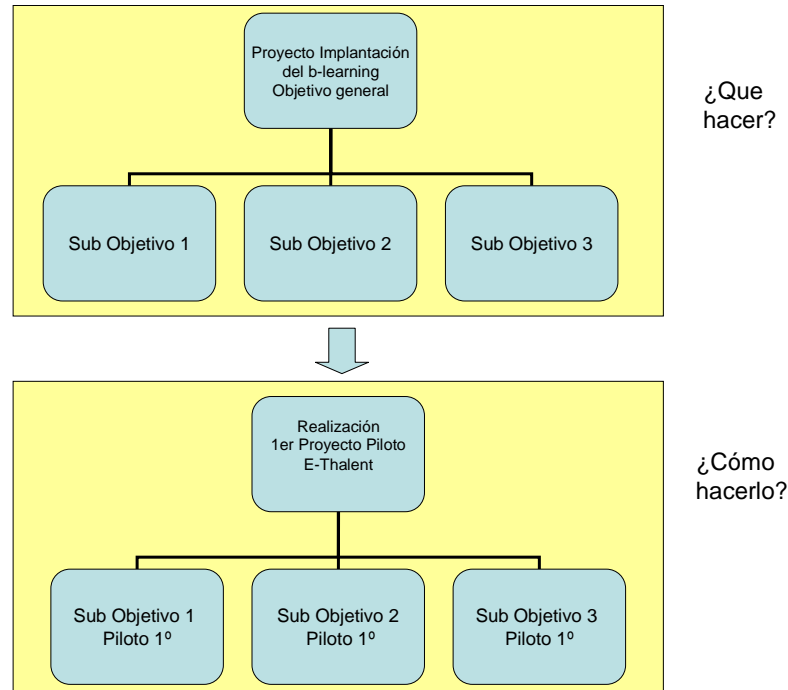 Proyecto Implantación
del b-learning
Objetivo general
¿Que
hacer?
Sub Objetivo 1
Sub Objetivo 2
Sub Objetivo 3
Realización
1er Proyecto Piloto
E-Thalent
¿Cómo
hacerlo?
Sub Objetivo 1
Piloto 1º
Sub Objetivo 2
Piloto 1º
Sub Objetivo 3
Piloto 1º